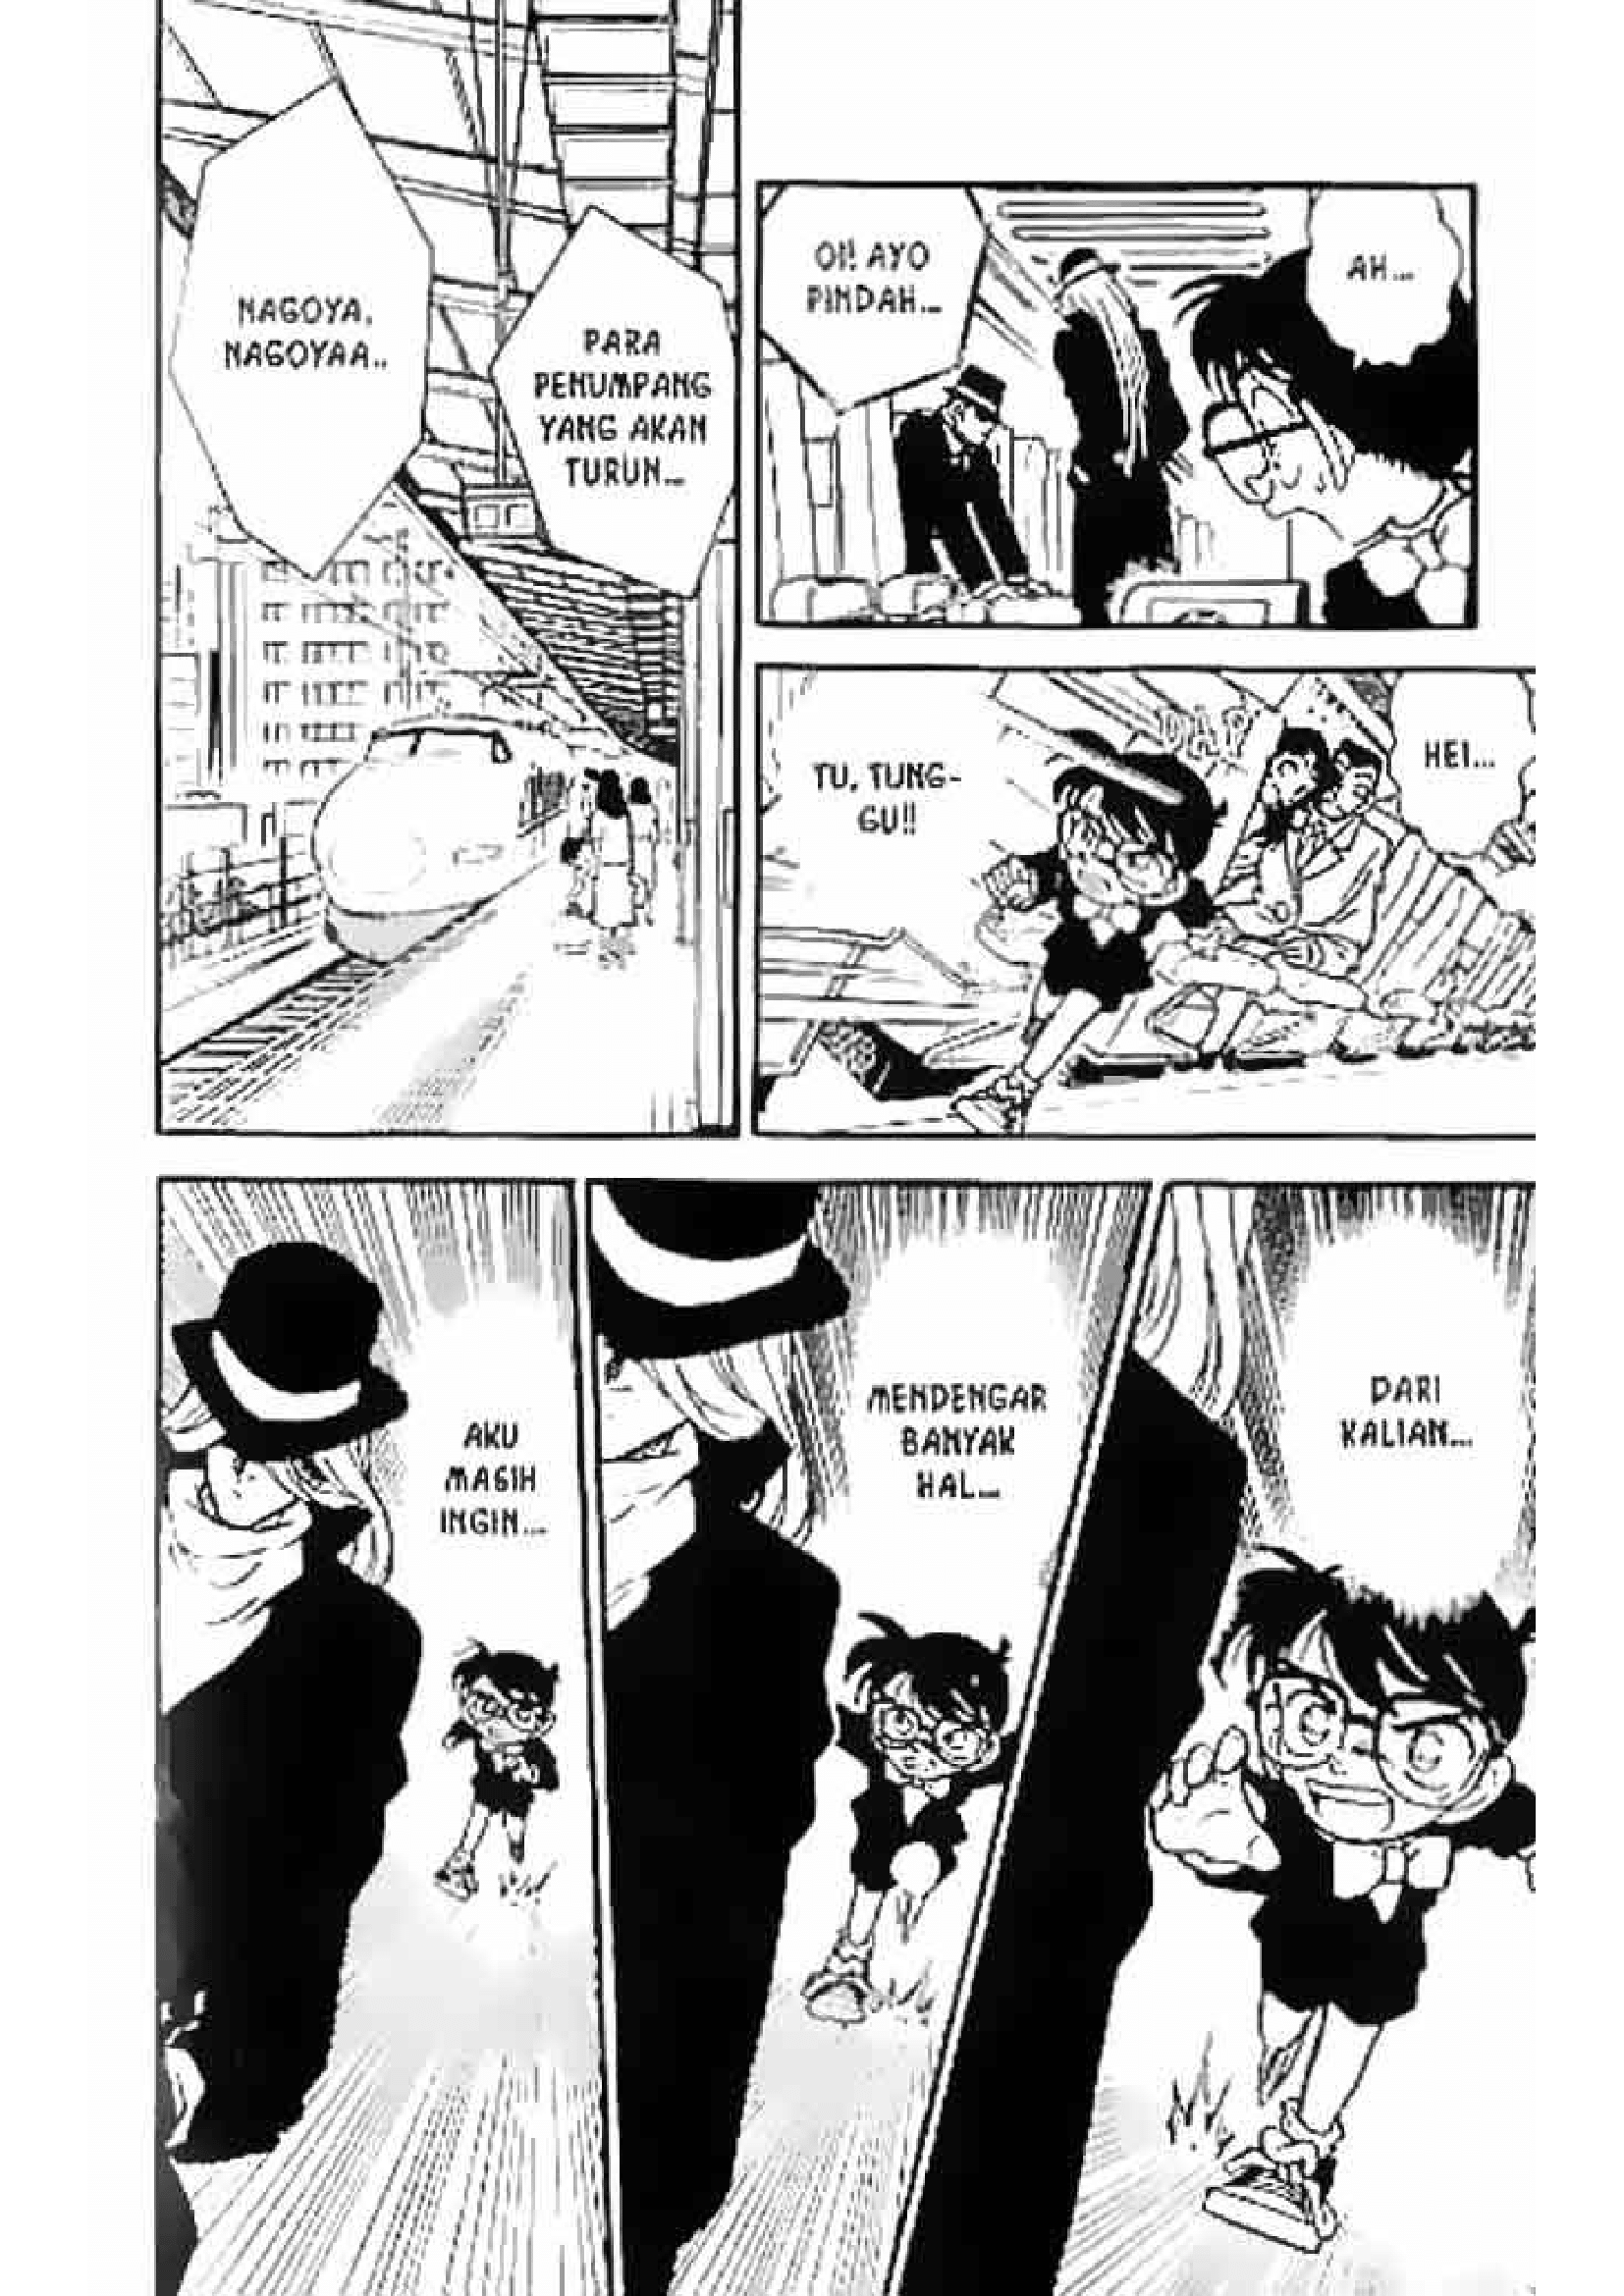 NAGOYA,
NAGOYAA..
PARA
PENUMPANG
YANG AKAN
TURUN...
OI! AYO
PINDAH...
AH...
TU, TUNG-
GU!!
DAP
HEI...
AKU
MASIH
INGIN...
MENDENGAR
BANYAK
HAL...
DARI
KALIAN...